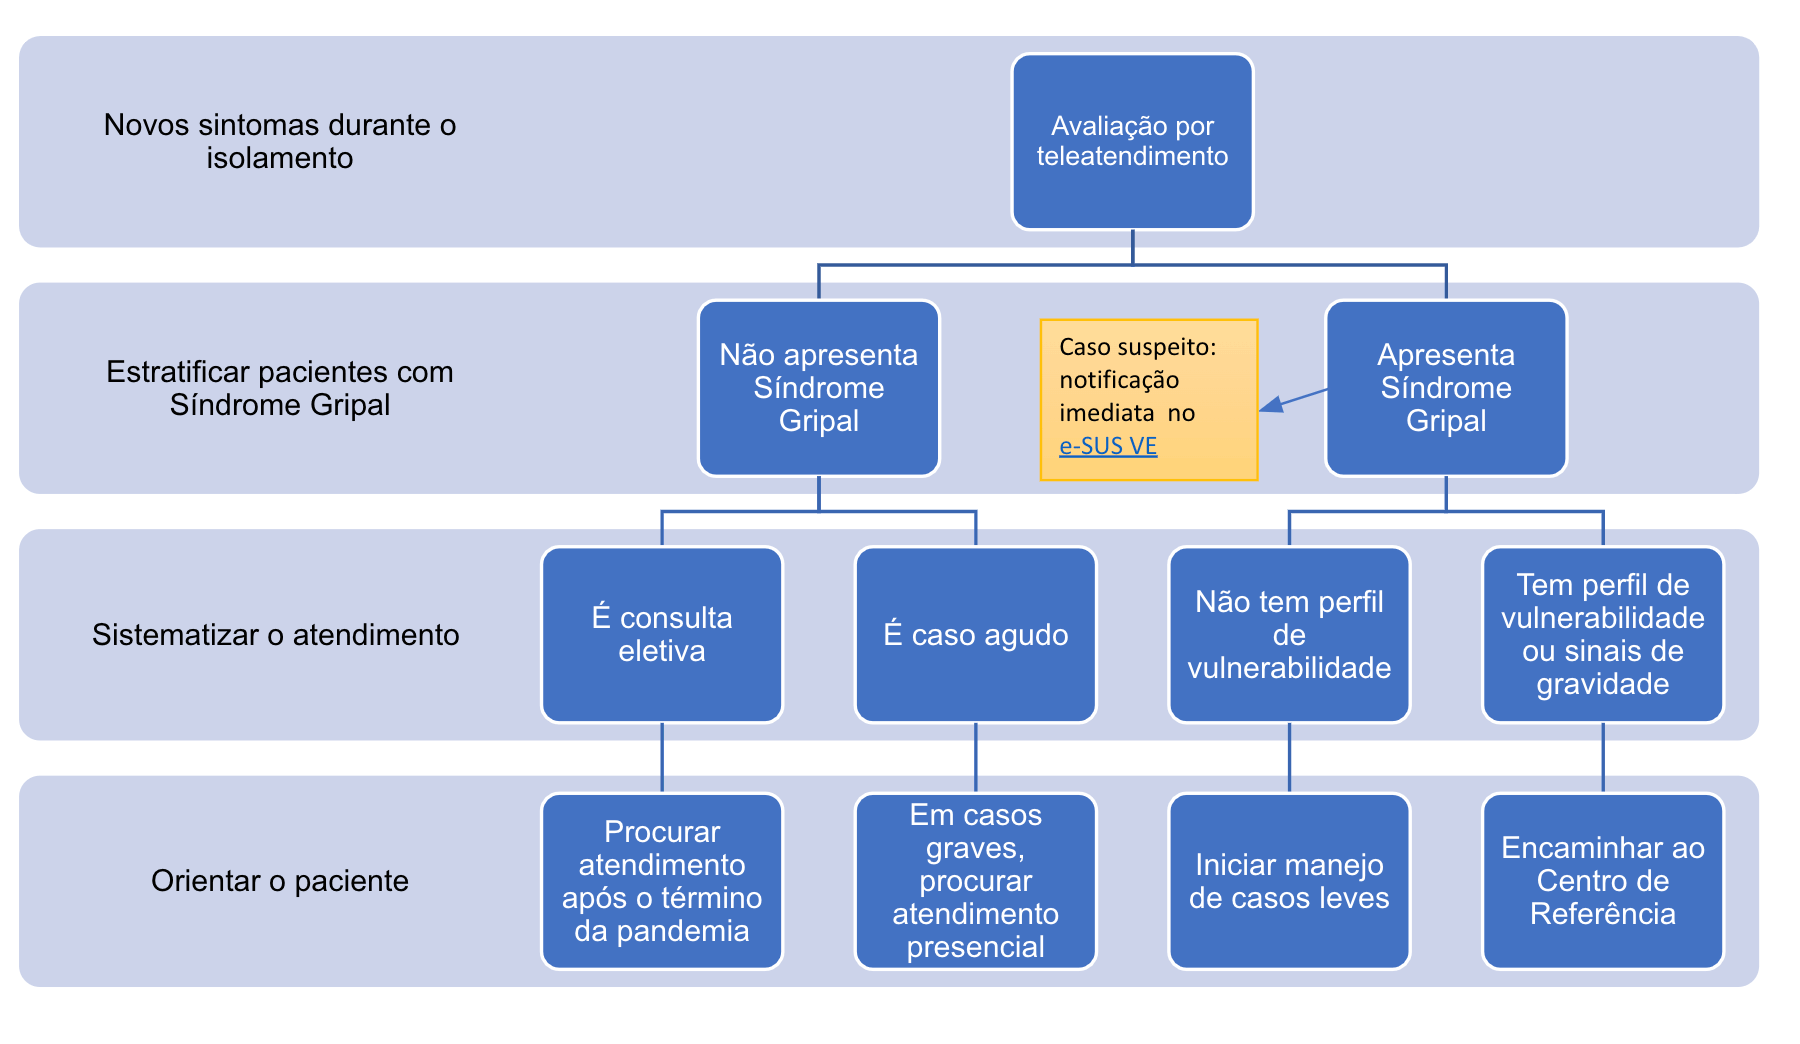 Novos sintomas durante o
isolamento
Avaliação por
teleatendimento
Estratificar pacientes com
Síndrome Gripal
Não apresenta
Síndrome
Gripal
Caso suspeito:
notificação
imediata no
e-SUS VE
Apresenta
Síndrome
Gripal
Sistematizar o atendimento
É consulta
eletiva
É caso agudo
Não tem perfil
de
vulnerabilidade
Tem perfil de
vulnerabilidade
ou sinais de
gravidade
Orientar o paciente
Procurar
atendimento
após o término
da pandemia
Em casos
graves,
procurar
atendimento
presencial
Iniciar manejo
de casos leves
Encaminhar ao
Centro de
Referência